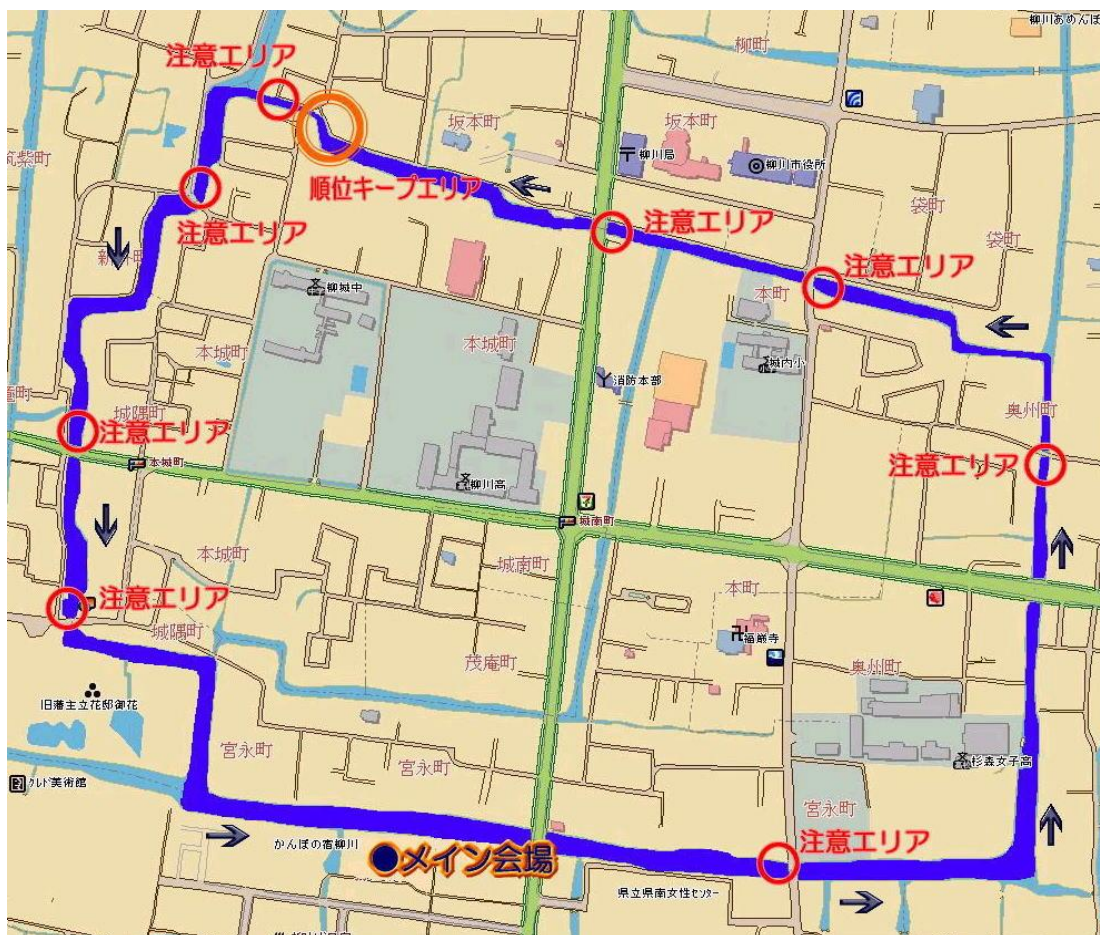 柳川あめんぼ
注意エリア
柳町
坂本町
坂本町
〒柳川局
柳川市役所
筑紫町
順位キープエリア
注意エリア
注意エリア
袋町
袋町
注意エリア
柳城中
本町
本城町
本城町
消防本部
城内小
奥州町
城隅町
注意エリア
注意エリア
本城町
柳川高
城南町
本城町
城南町
本町
福厳寺
注意エリア
城隅町
茂庵町
奥州町
旧藩主立花邸御花
宮永町
宮永町
杉森女子高
クレド美術館
宮永町
かんぽの宿柳川
メイン会場
注意エリア
県立県南女性センター